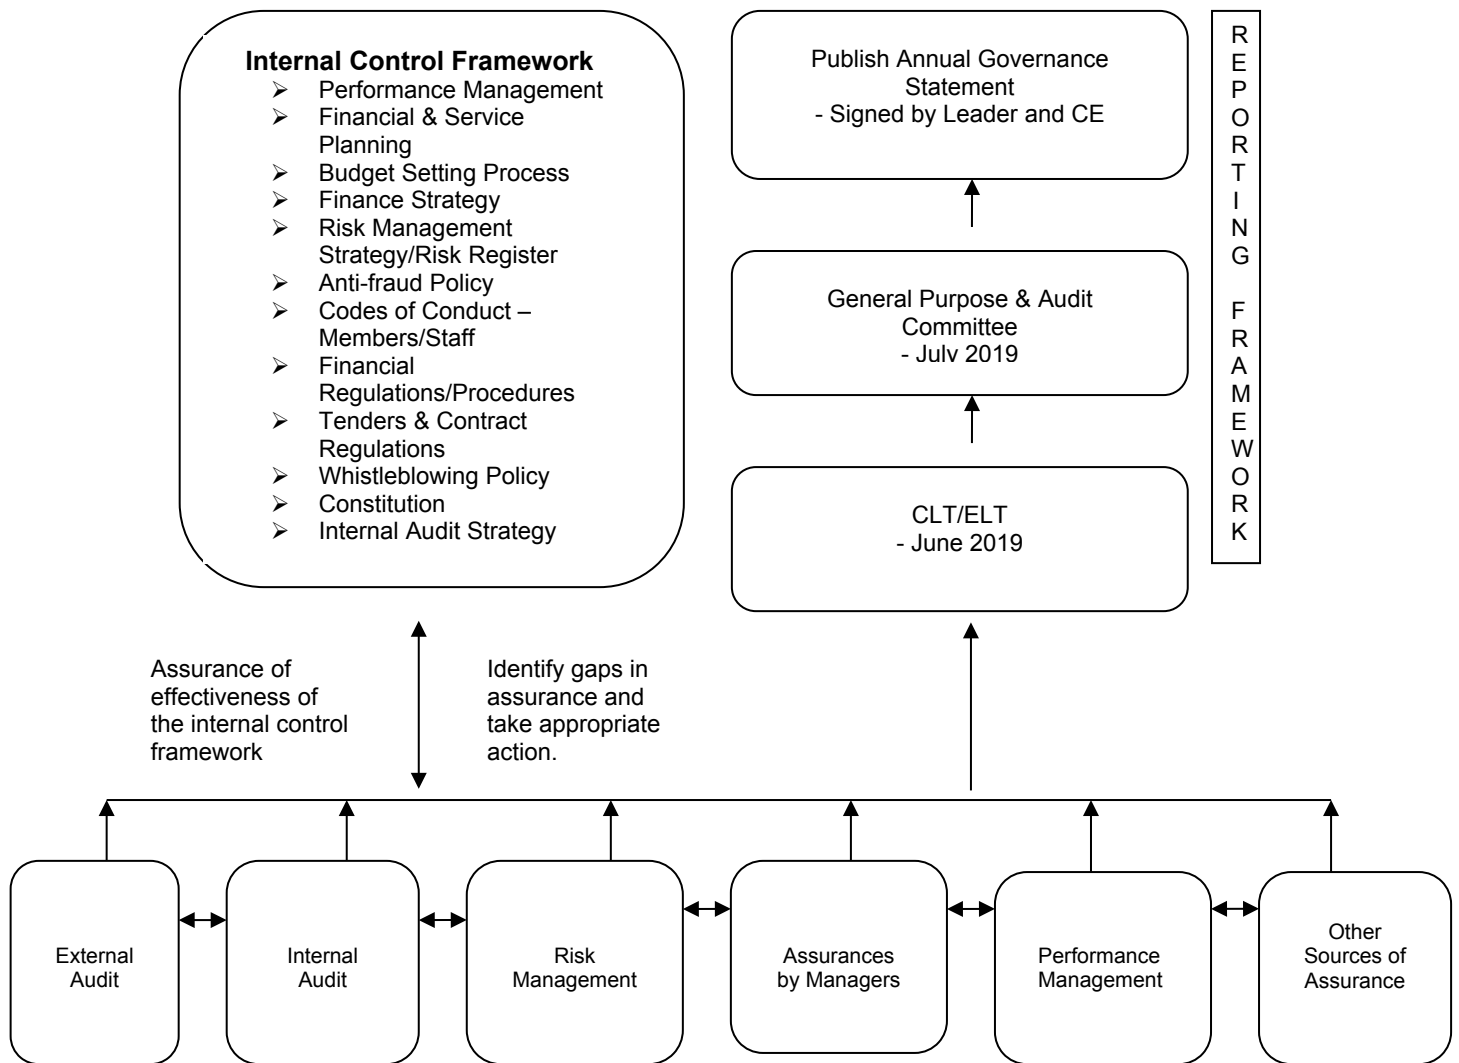 Internal Control Framework
➢ Performance Management
➢ Financial & Service
Planning
➢ Budget Setting Process
➢ Finance Strategy
➢ Risk Management
Strategy/Risk Register
➢ Anti-fraud Policy
➢ Codes of Conduct –
Members/Staff
➢ Financial
Regulations/Procedures
➢ Tenders & Contract
Regulations
➢ Whistleblowing Policy
➢ Constitution
➢ Internal Audit Strategy
Publish Annual Governance
Statement
- Signed by Leader and CE
General Purpose & Audit
Committee
- July 2019
CLT/ELT
- June 2019
R
E
P
O
R
T
I
N
G
F
R
A
M
E
W
O
R
K
Assurance of
effectiveness of
the internal control
framework
Identify gaps in
assurance and
take appropriate
action.
External
Audit
Internal
Audit
Risk
Management
Assurances
by Managers
Performance
Management
Other
Sources of
Assurance